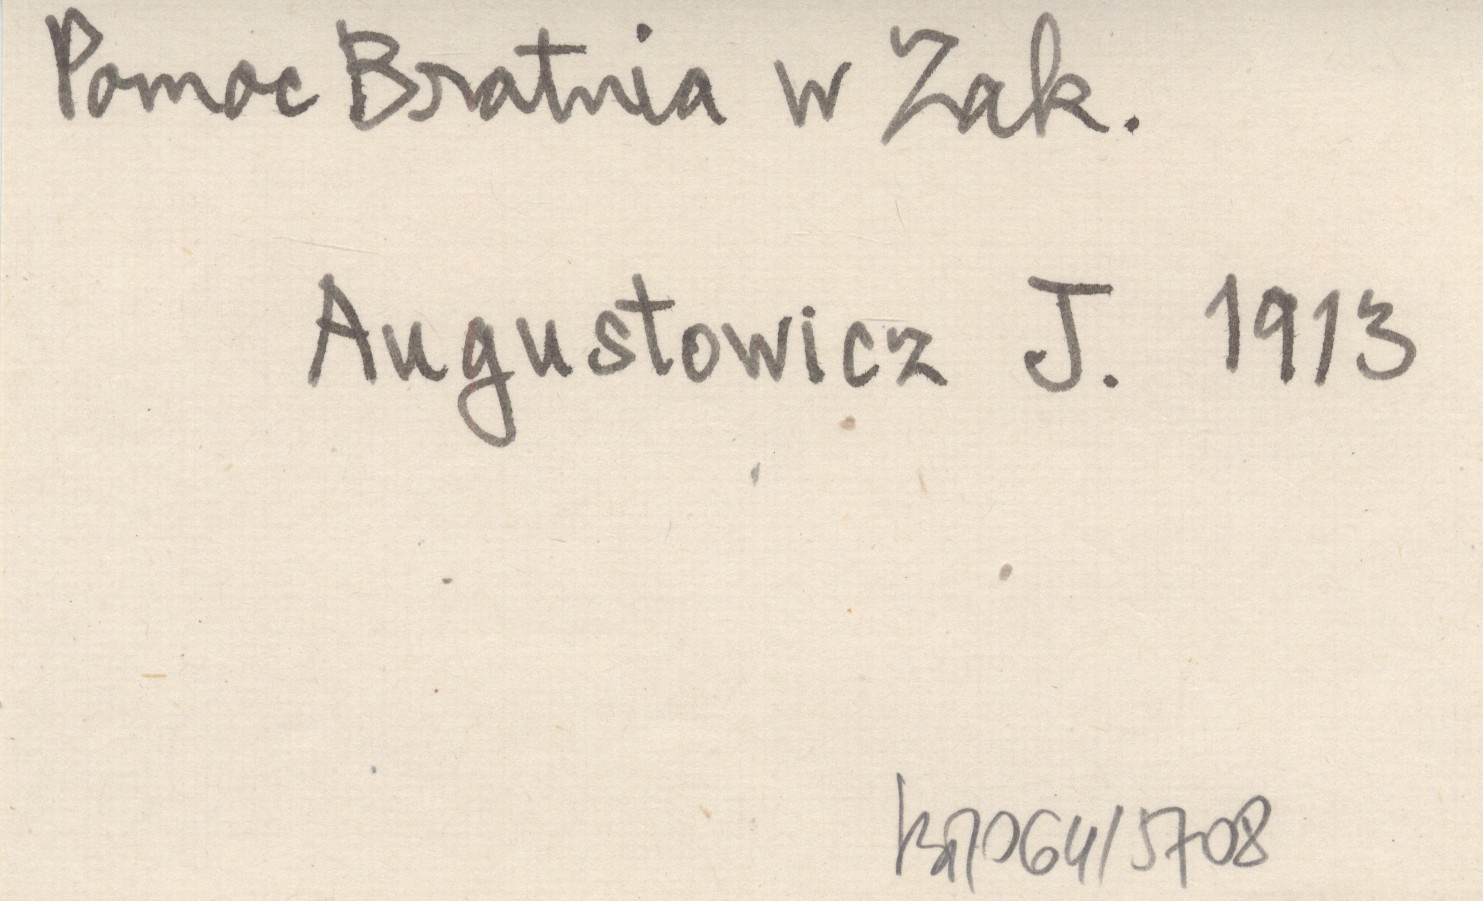 Pomoc Bratnia w Zak.
Augustowicz J. 1913